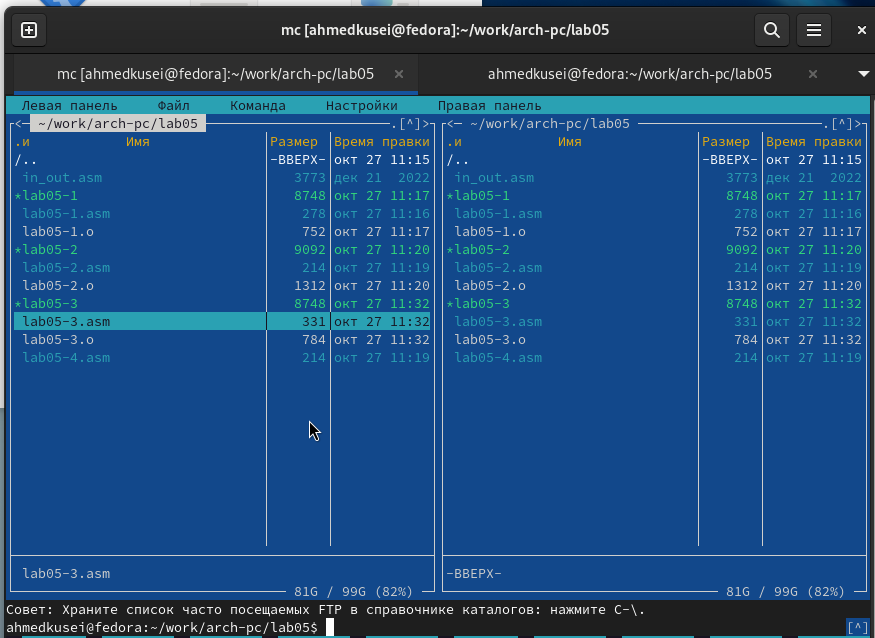 mc [ahmedkusei@fedora]:~/work/arch-pc/lab05
mc [ahmedkusei@fedora]:~/work/arch-pc/lab05 × ahmedkusei@fedora:~/work/arch-pc/lab05 ×
Левая панель Файл Команда Настройки Правая панель
<─ ~/work/arch-pc/lab05 .[^]> <─ ~/work/arch-pc/lab05 .[^]>
.и Имя Размер Время правки .и Имя Размер Время правки
/.. -ВВЕРХ- окт 27 11:15 /.. -ВВЕРХ- окт 27 11:15
in_out.asm 3773 дек 21 2022 in_out.asm 3773 дек 21 2022
*lab05-1 8748 окт 27 11:17 *lab05-1 8748 окт 27 11:17
lab05-1.asm 278 окт 27 11:16 lab05-1.asm 278 окт 27 11:16
lab05-1.o 752 окт 27 11:17 lab05-1.o 752 окт 27 11:17
*lab05-2 9092 окт 27 11:20 *lab05-2 9092 окт 27 11:20
lab05-2.asm 214 окт 27 11:19 lab05-2.asm 214 окт 27 11:19
lab05-2.o 1312 окт 27 11:20 lab05-2.o 1312 окт 27 11:20
*lab05-3 8748 окт 27 11:32 *lab05-3 8748 окт 27 11:32
lab05-3.asm 331 окт 27 11:32 lab05-3.asm 331 окт 27 11:32
lab05-3.o 784 окт 27 11:32 lab05-3.o 784 окт 27 11:32
lab05-4.asm 214 окт 27 11:19 lab05-4.asm 214 окт 27 11:19
lab05-3.asm -ВВЕРХ-
81G / 99G (82%) 81G / 99G (82%)
Совет: Храните список часто посещаемых FTP в справочнике каталогов: нажмите C-\.
ahmedkusei@fedora:~/work/arch-pc/lab05$ [^]